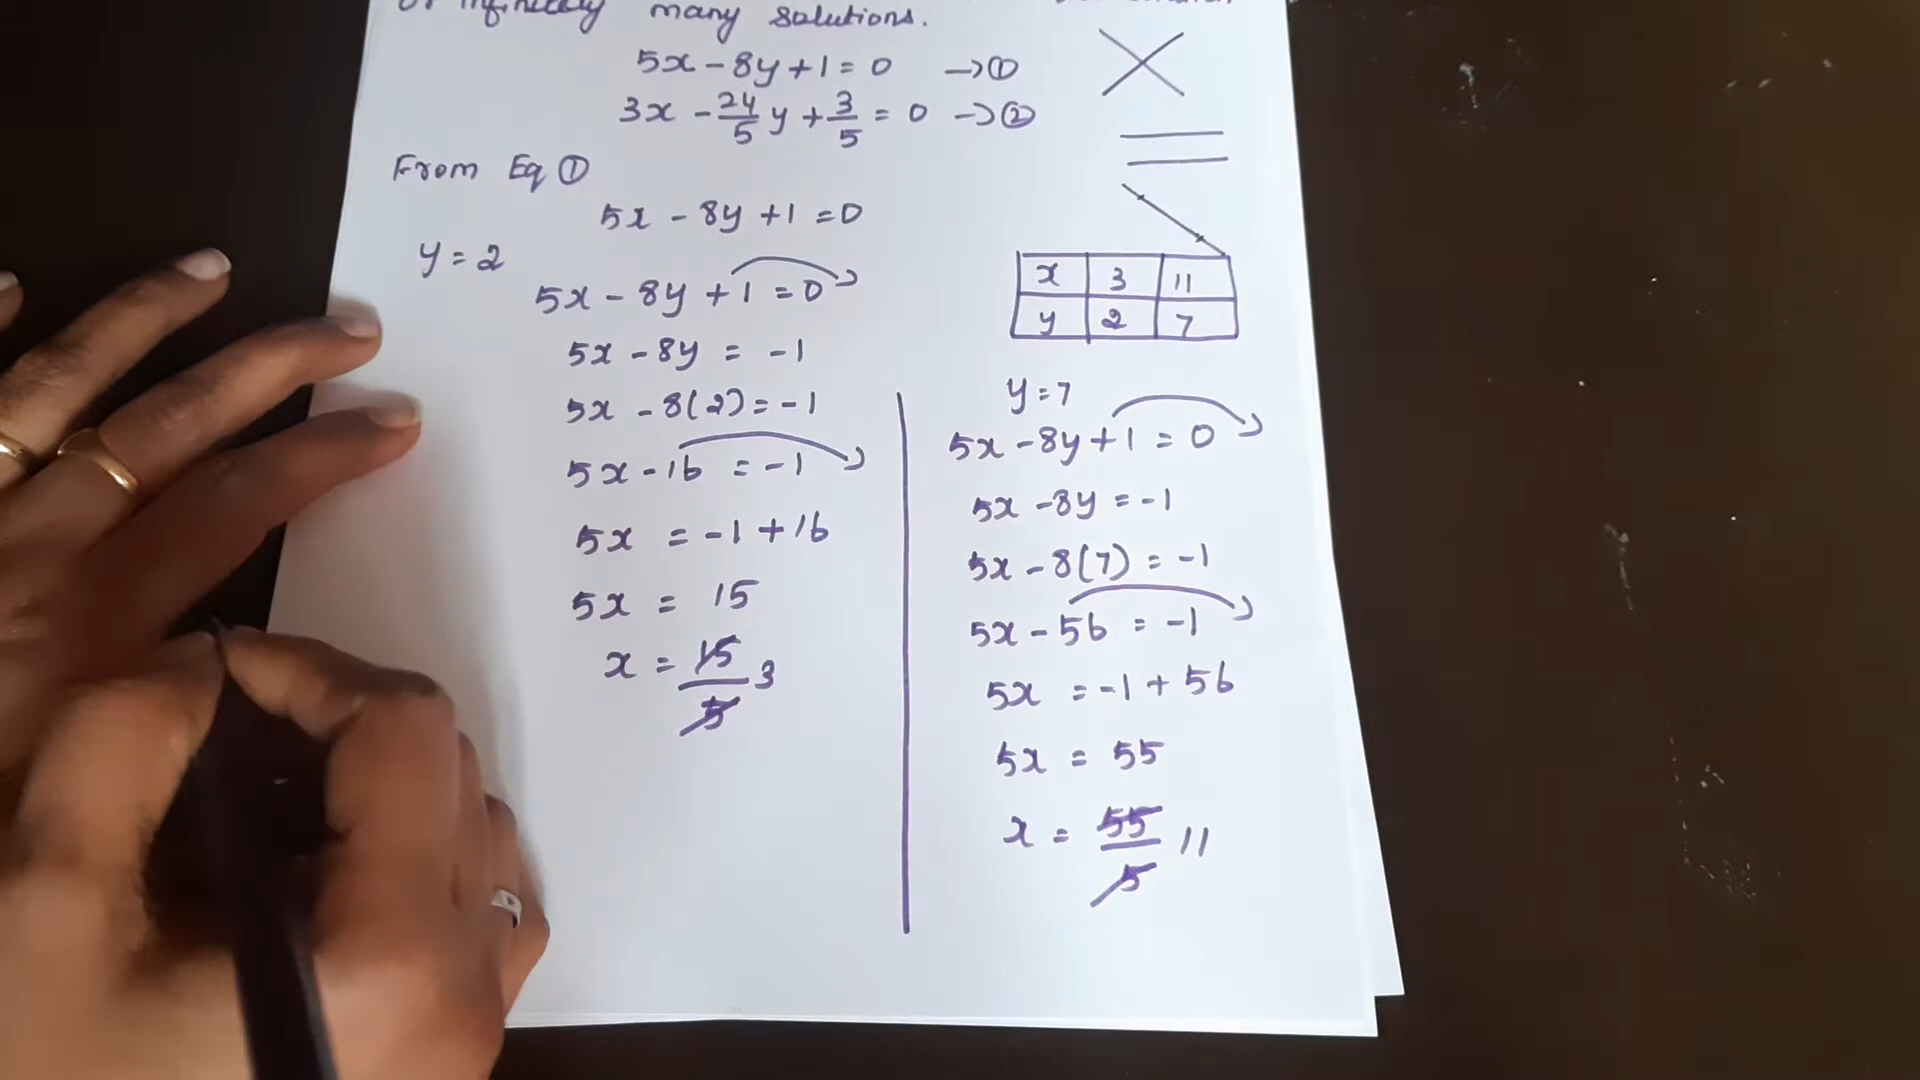 infinitely many solutions.
5x - 8y + 1 = 0 → ①
3x - 24/5 y + 3/5 = 0 → ②
From Eq ①
5x - 8y + 1 = 0
y = 2
5x - 8y + 1 = 0
5x - 8y = -1
5x - 8(2) = -1
5x - 16 = -1
5x = -1 + 16
5x = 15
x = 15/5 3
x 3 11
y 2 7
y = 7
5x - 8y + 1 = 0
5x - 8y = -1
5x - 8(7) = -1
5x - 56 = -1
5x = -1 + 56
5x = 55
x = 55/5 11